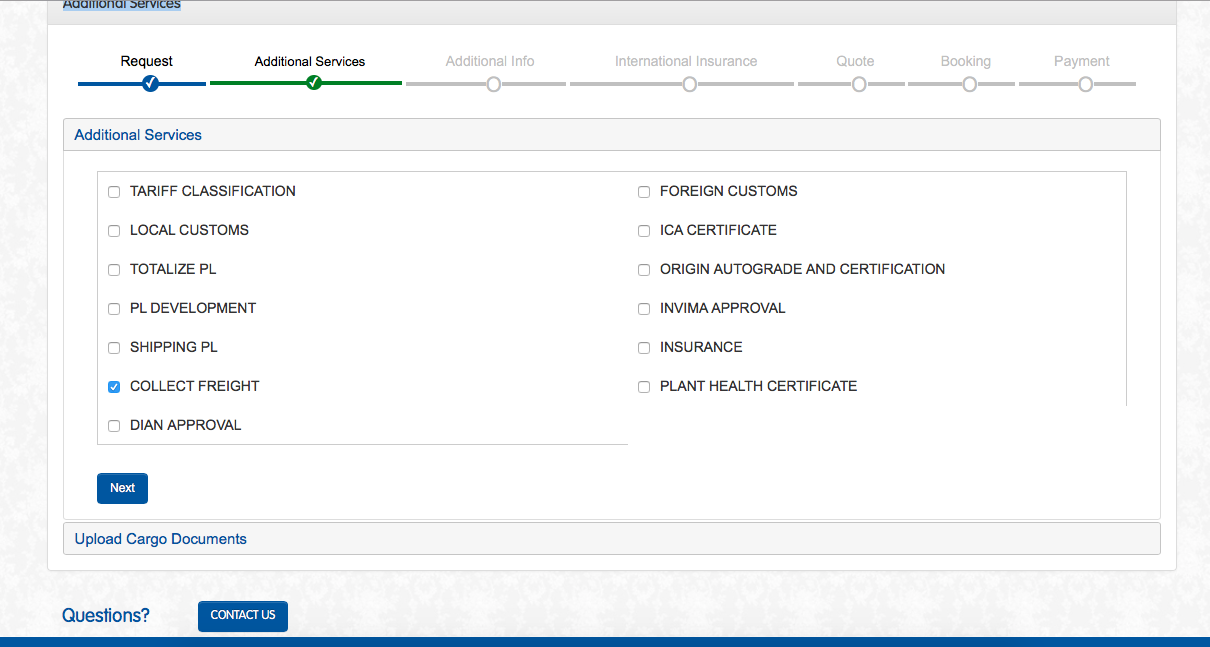 Additional Services
Request Additional Services Additional Info International Insurance Quote Booking Payment
Additional Services
TARIFF CLASSIFICATION FOREIGN CUSTOMS
LOCAL CUSTOMS ICA CERTIFICATE
TOTALIZE PL ORIGIN AUTOGRADE AND CERTIFICATION
PL DEVELOPMENT INVIMA APPROVAL
SHIPPING PL INSURANCE
COLLECT FREIGHT PLANT HEALTH CERTIFICATE
DIAN APPROVAL
Next
Upload Cargo Documents
Questions? CONTACT US